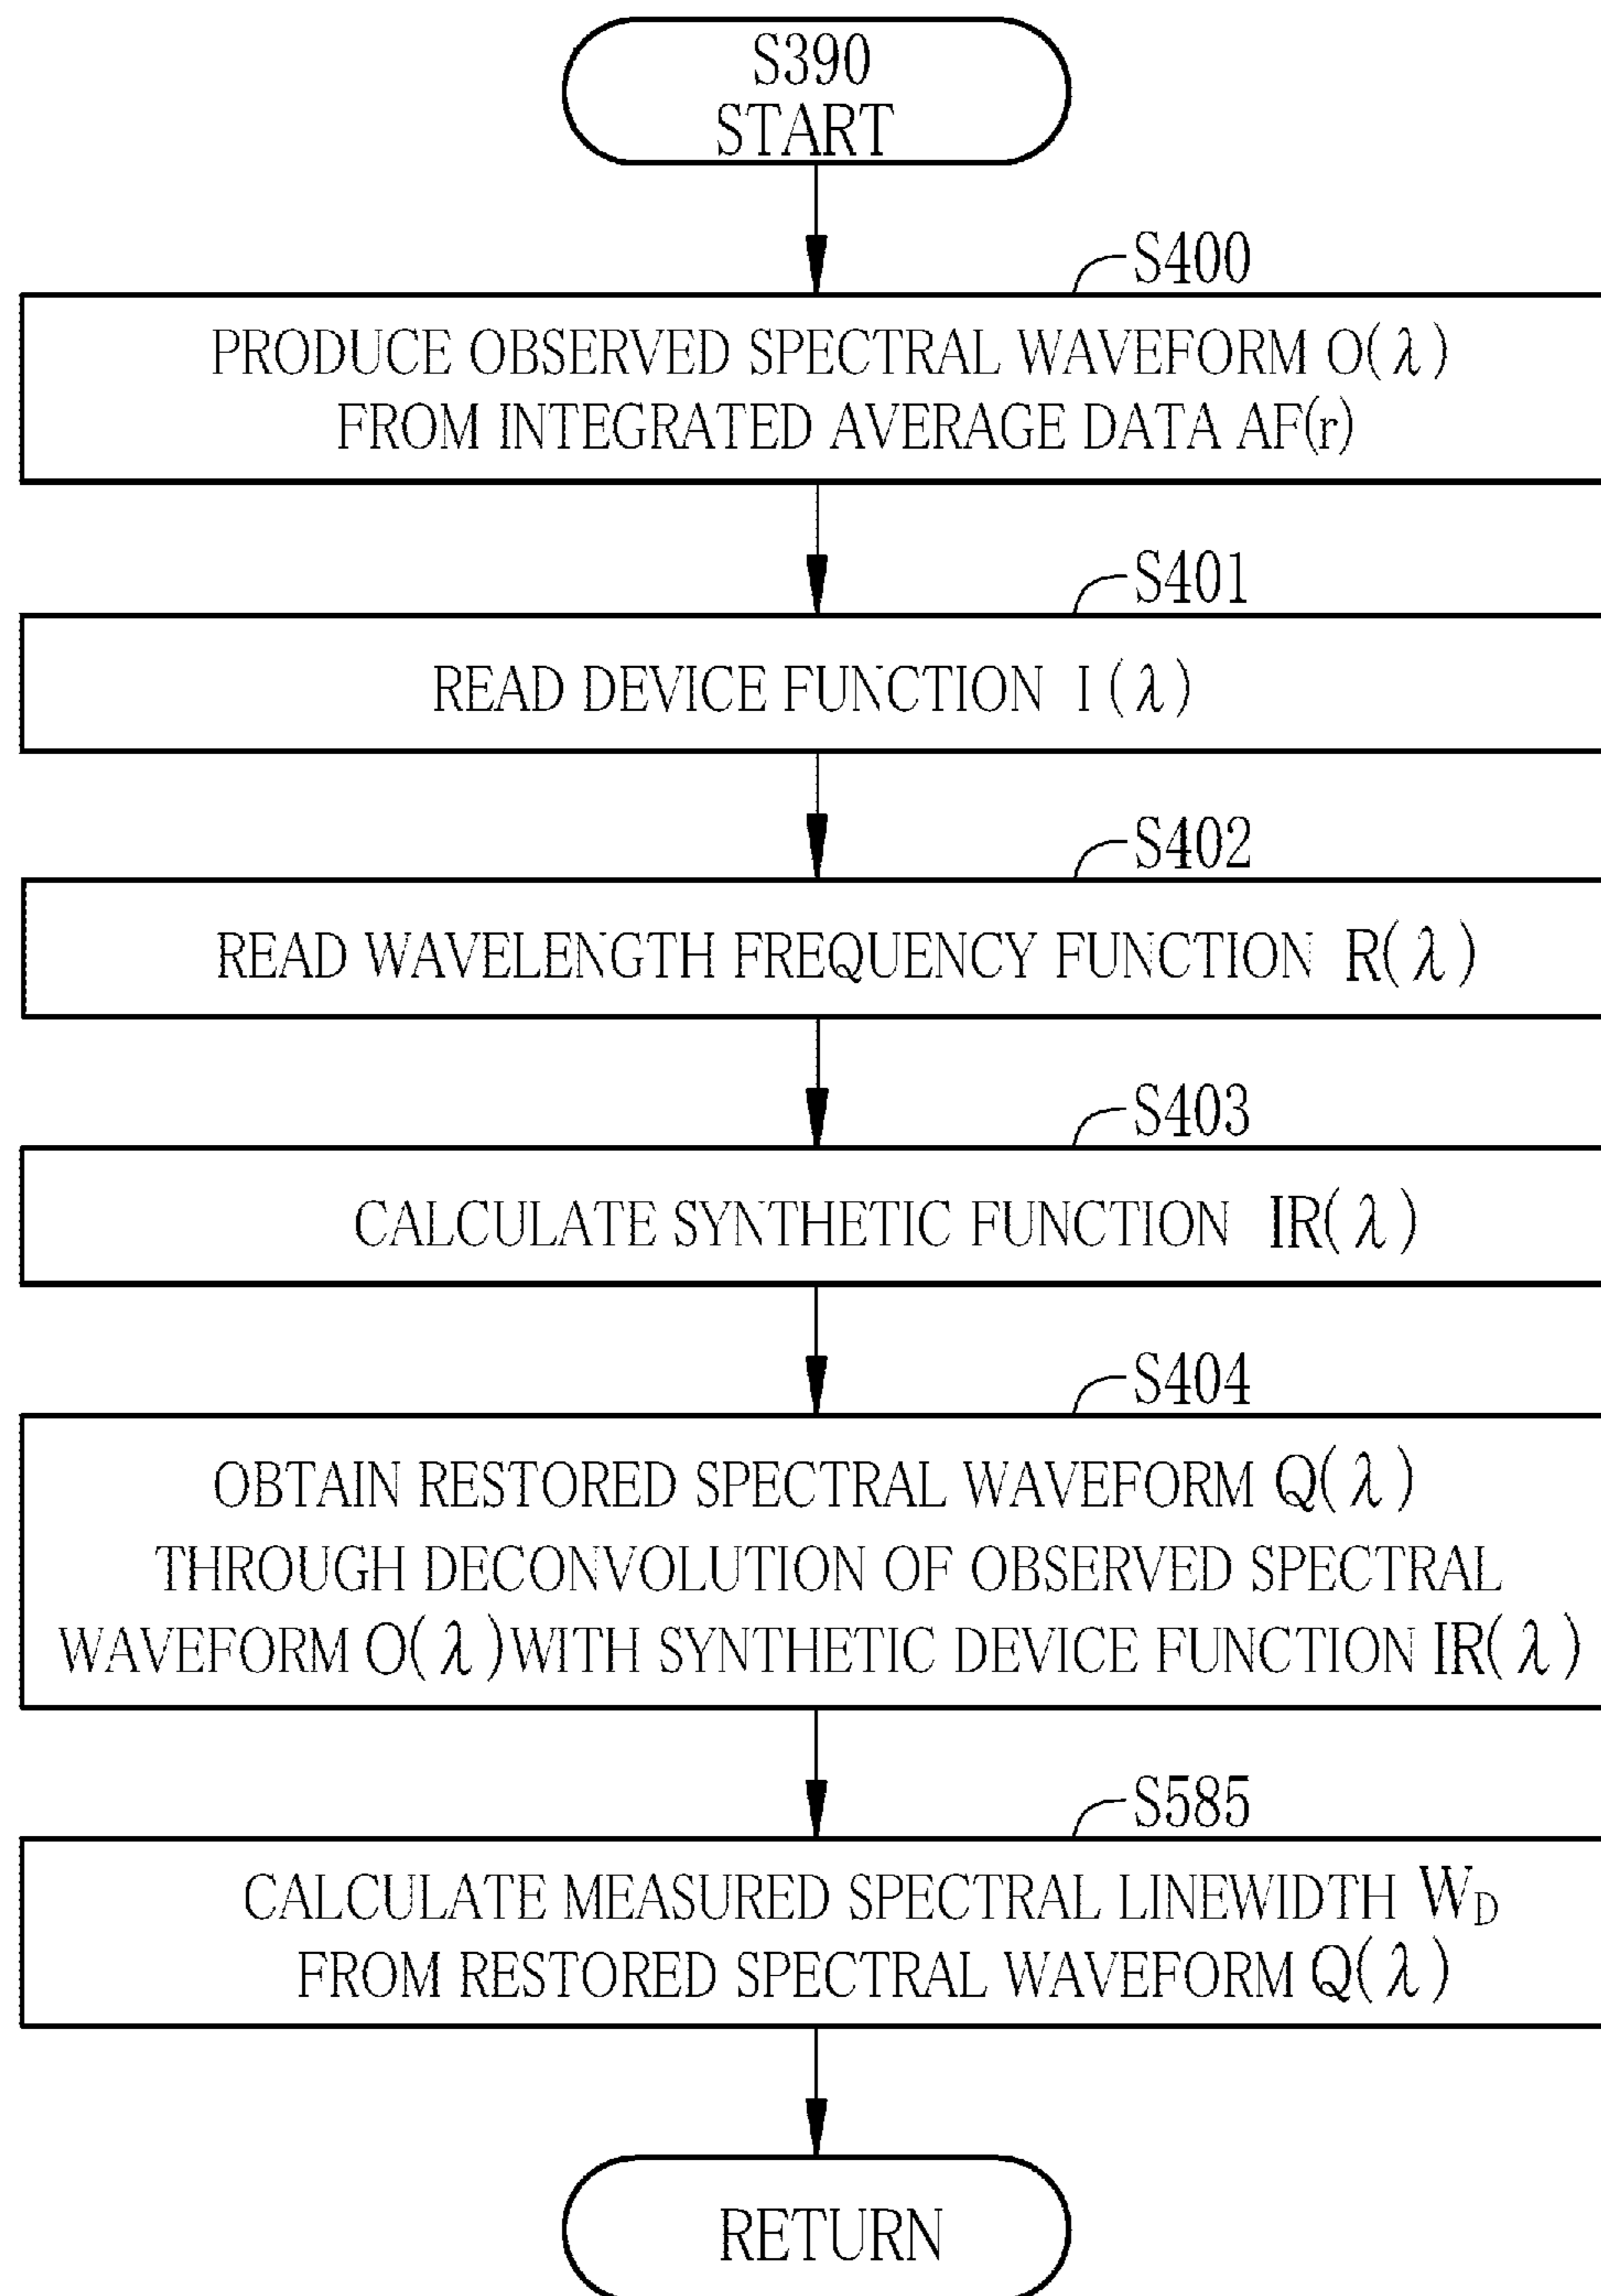 S390
START
S400
PRODUCE OBSERVED SPECTRAL WAVEFORM O(λ)
FROM INTEGRATED AVERAGE DATA AF(r)
S401
READ DEVICE FUNCTION I(λ)
S402
READ WAVELENGTH FREQUENCY FUNCTION R(λ)
S403
CALCULATE SYNTHETIC FUNCTION IR(λ)
S404
OBTAIN RESTORED SPECTRAL WAVEFORM Q(λ)
THROUGH DECONVOLUTION OF OBSERVED SPECTRAL
WAVEFORM O(λ) WITH SYNTHETIC DEVICE FUNCTION IR(λ)
S585
CALCULATE MEASURED SPECTRAL LINEWIDTH W_D
FROM RESTORED SPECTRAL WAVEFORM Q(λ)
RETURN